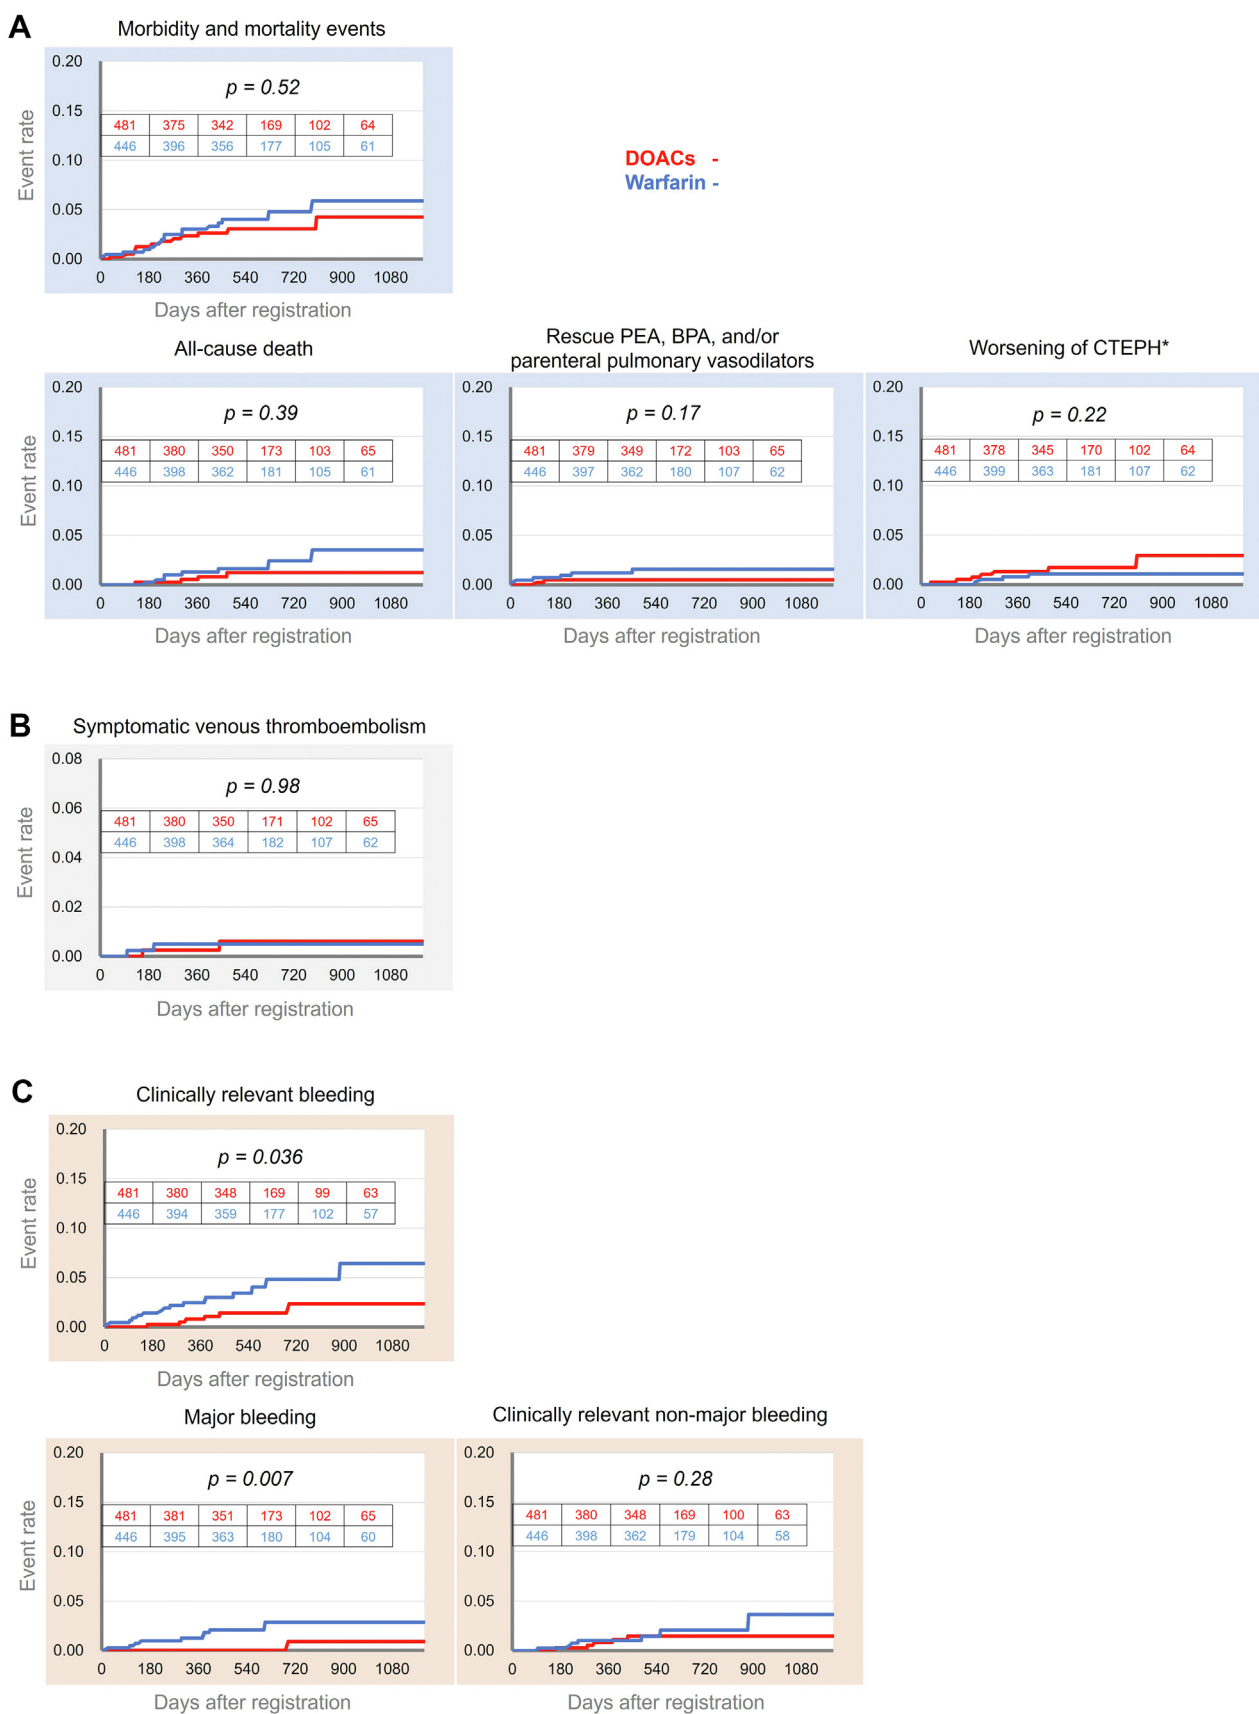 A
Morbidity and mortality events
0.20
p = 0.52
0.15
481 375 342 169 102 64
446 396 356 177 105 61
0.10
0.05
0.00
Event rate
0 180 360 540 720 900 1080
Days after registration
DOACs -
Warfarin -
All-cause death
0.20
p = 0.39
0.15
481 380 350 173 103 65
446 398 362 181 105 61
0.10
0.05
0.00
Event rate
0 180 360 540 720 900 1080
Days after registration
Rescue PEA, BPA, and/or
parenteral pulmonary vasodilators
0.20
p = 0.17
0.15
481 379 349 172 103 65
446 397 362 180 107 62
0.10
0.05
0.00
0 180 360 540 720 900 1080
Days after registration
Worsening of CTEPH*
0.20
p = 0.22
0.15
481 378 345 170 102 64
446 399 363 181 107 62
0.10
0.05
0.00
0 180 360 540 720 900 1080
Days after registration
B
Symptomatic venous thromboembolism
0.08
p = 0.98
0.06
481 380 350 171 102 65
446 398 364 182 107 62
0.04
0.02
0.00
Event rate
0 180 360 540 720 900 1080
Days after registration
C
Clinically relevant bleeding
0.20
p = 0.036
0.15
481 380 348 169 99 63
446 394 359 177 102 57
0.10
0.05
0.00
Event rate
0 180 360 540 720 900 1080
Days after registration
Major bleeding
0.20
p = 0.007
0.15
481 381 351 173 102 65
446 395 363 180 104 60
0.10
0.05
0.00
Event rate
0 180 360 540 720 900 1080
Days after registration
Clinically relevant non-major bleeding
0.20
p = 0.28
0.15
481 380 348 169 100 63
446 398 362 179 104 58
0.10
0.05
0.00
0 180 360 540 720 900 1080
Days after registration